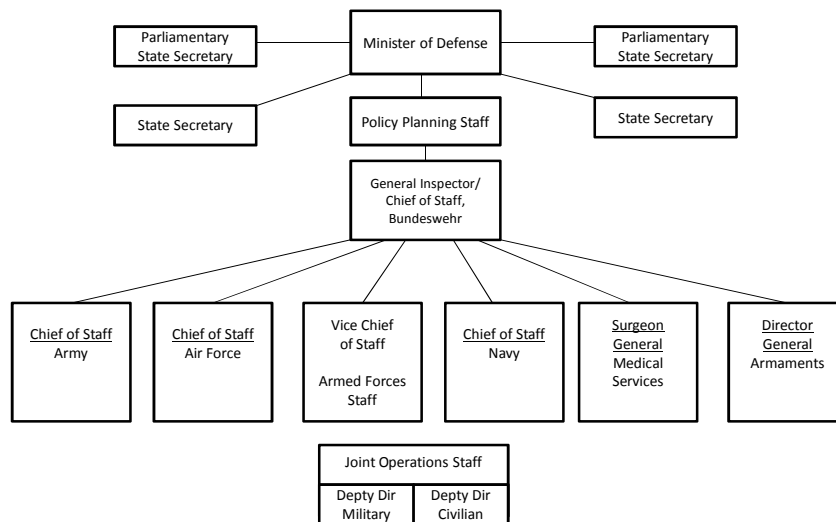 Parliamentary
State Secretary
Minister of Defense
Parliamentary
State Secretary
State Secretary
Policy Planning Staff
State Secretary
General Inspector/
Chief of Staff,
Bundeswehr
Chief of Staff
Army
Chief of Staff
Air Force
Vice Chief
of Staff
Armed Forces
Staff
Chief of Staff
Navy
Surgeon
General
Medical
Services
Director
General
Armaments
Joint Operations Staff
Depty Dir
Military
Depty Dir
Civilian